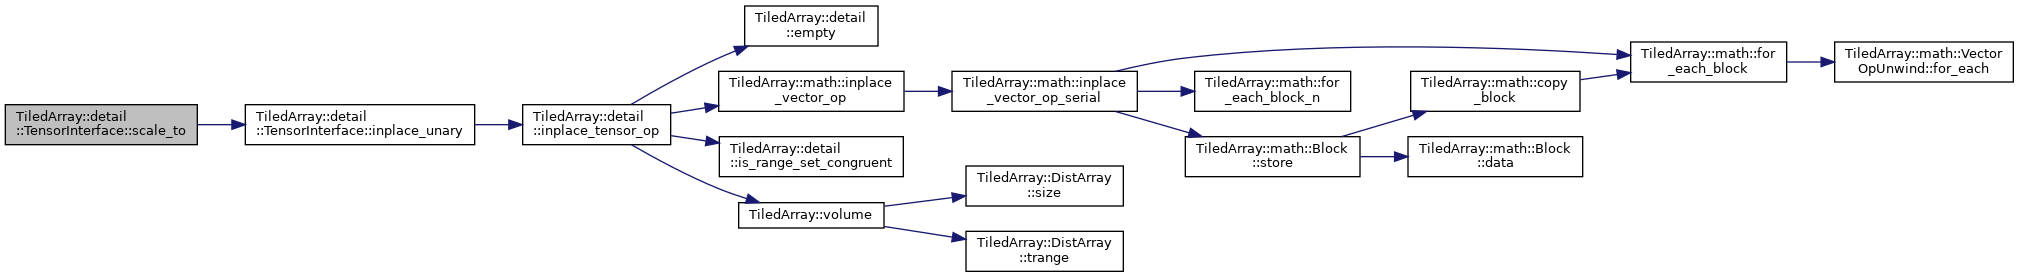 TiledArray::detail
::TensorInterface::scale_to
TiledArray::detail
::TensorInterface::inplace_unary
TiledArray::detail
::inplace_tensor_op
TiledArray::detail
::empty
TiledArray::math::inplace
_vector_op
TiledArray::detail
::is_range_set_congruent
TiledArray::volume
TiledArray::math::inplace
_vector_op_serial
TiledArray::DistArray
::size
TiledArray::DistArray
::trange
TiledArray::math::for
_each_block_n
TiledArray::math::Block
::store
TiledArray::math::copy
_block
TiledArray::math::Block
::data
TiledArray::math::for
_each_block
TiledArray::math::Vector
OpUnwind::for_each